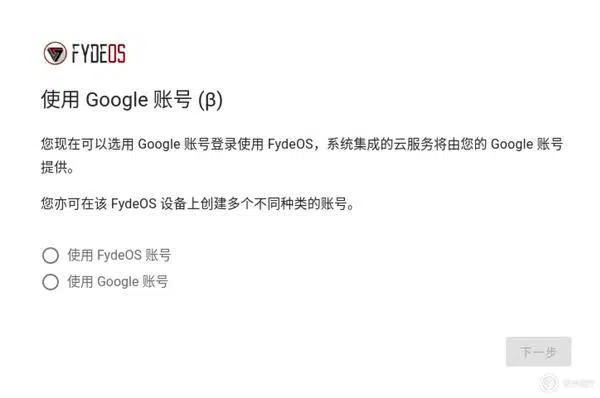 FYDEOS
使用 Google 账号 (β)
您现在可以选用 Google 账号登录使用 FydeOS，系统集成的云服务将由您的 Google 账号
提供。
您亦可在该 FydeOS 设备上创建多个不同种类的账号。
使用 FydeOS 账号
使用 Google 账号
下一步